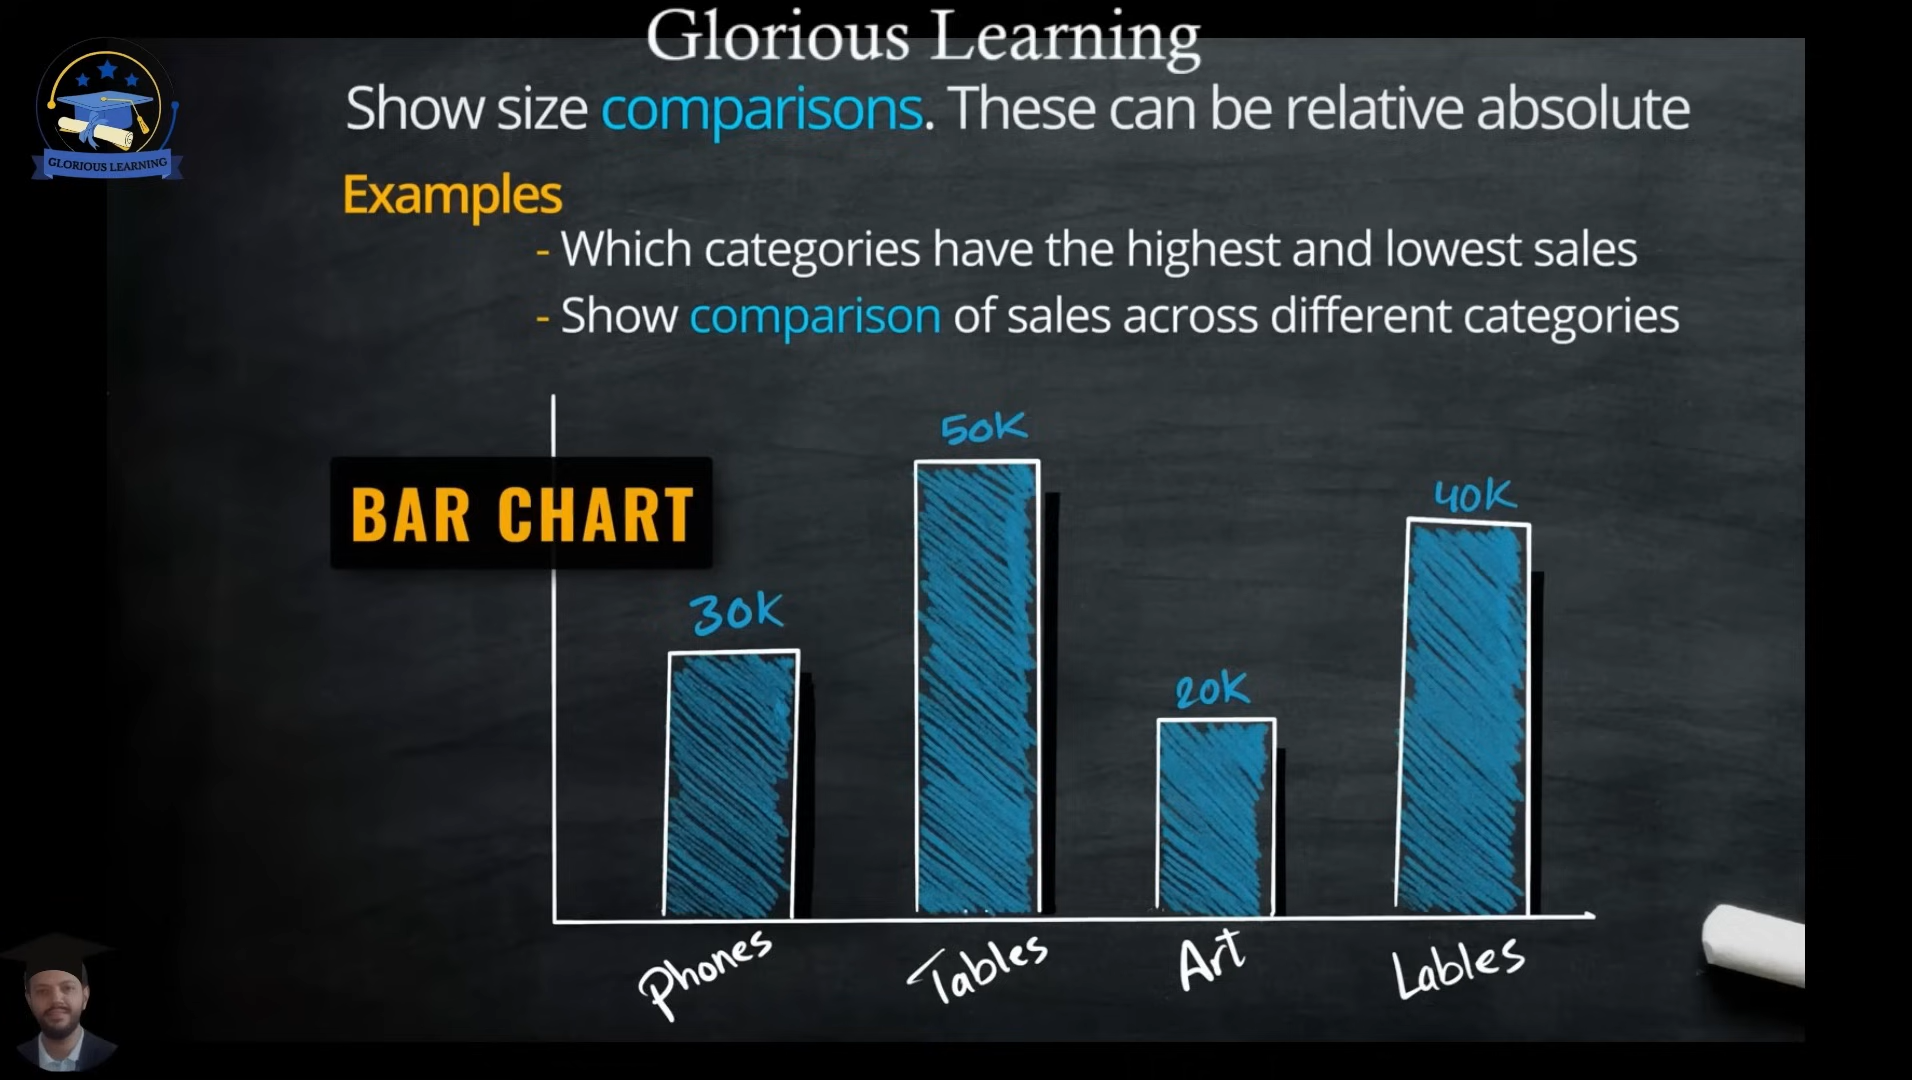 Glorious Learning
GLORIOUS LEARNING
Show size comparisons. These can be relative absolute
Examples
- Which categories have the highest and lowest sales
- Show comparison of sales across different categories
BAR CHART
30K
50K
20K
40K
Phones
Tables
Art
Lables